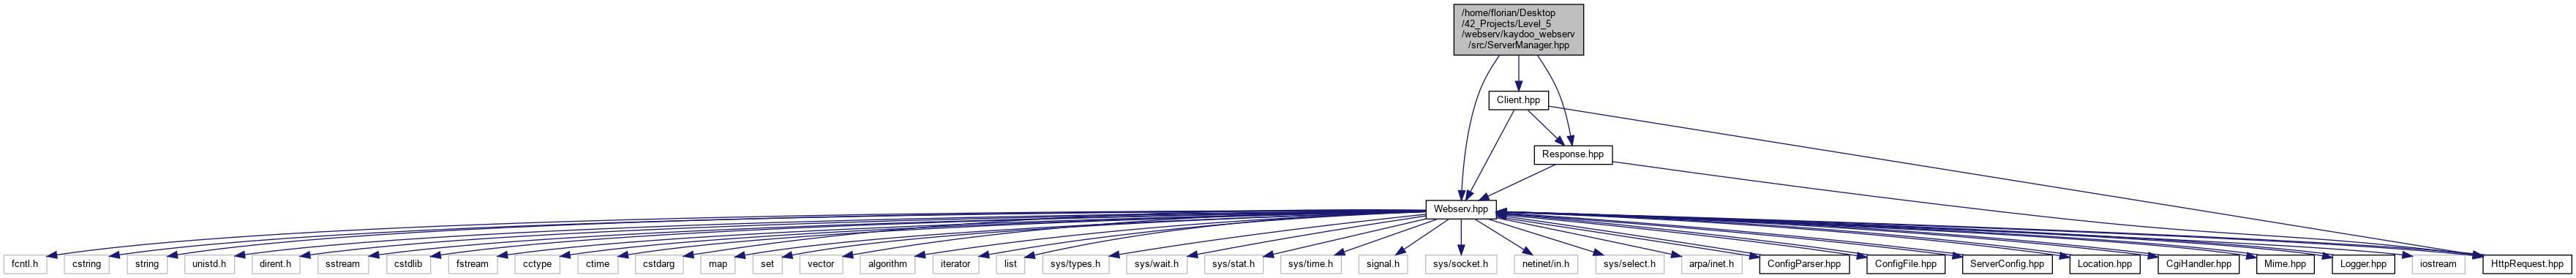 /home/florian/Desktop
/42_Projects/Level_5
/webserv/kaydoo_webserv
/src/ServerManager.hpp
Client.hpp
Response.hpp
Webserv.hpp
fcntl.h
cstring
string
unistd.h
dirent.h
sstream
cstdlib
fstream
cctype
ctime
cstdarg
map
set
vector
algorithm
iterator
list
sys/types.h
sys/wait.h
sys/stat.h
sys/time.h
signal.h
sys/socket.h
netinet/in.h
sys/select.h
arpa/inet.h
ConfigParser.hpp
ConfigFile.hpp
ServerConfig.hpp
Location.hpp
CgiHandler.hpp
Mime.hpp
Logger.hpp
iostream
HttpRequest.hpp